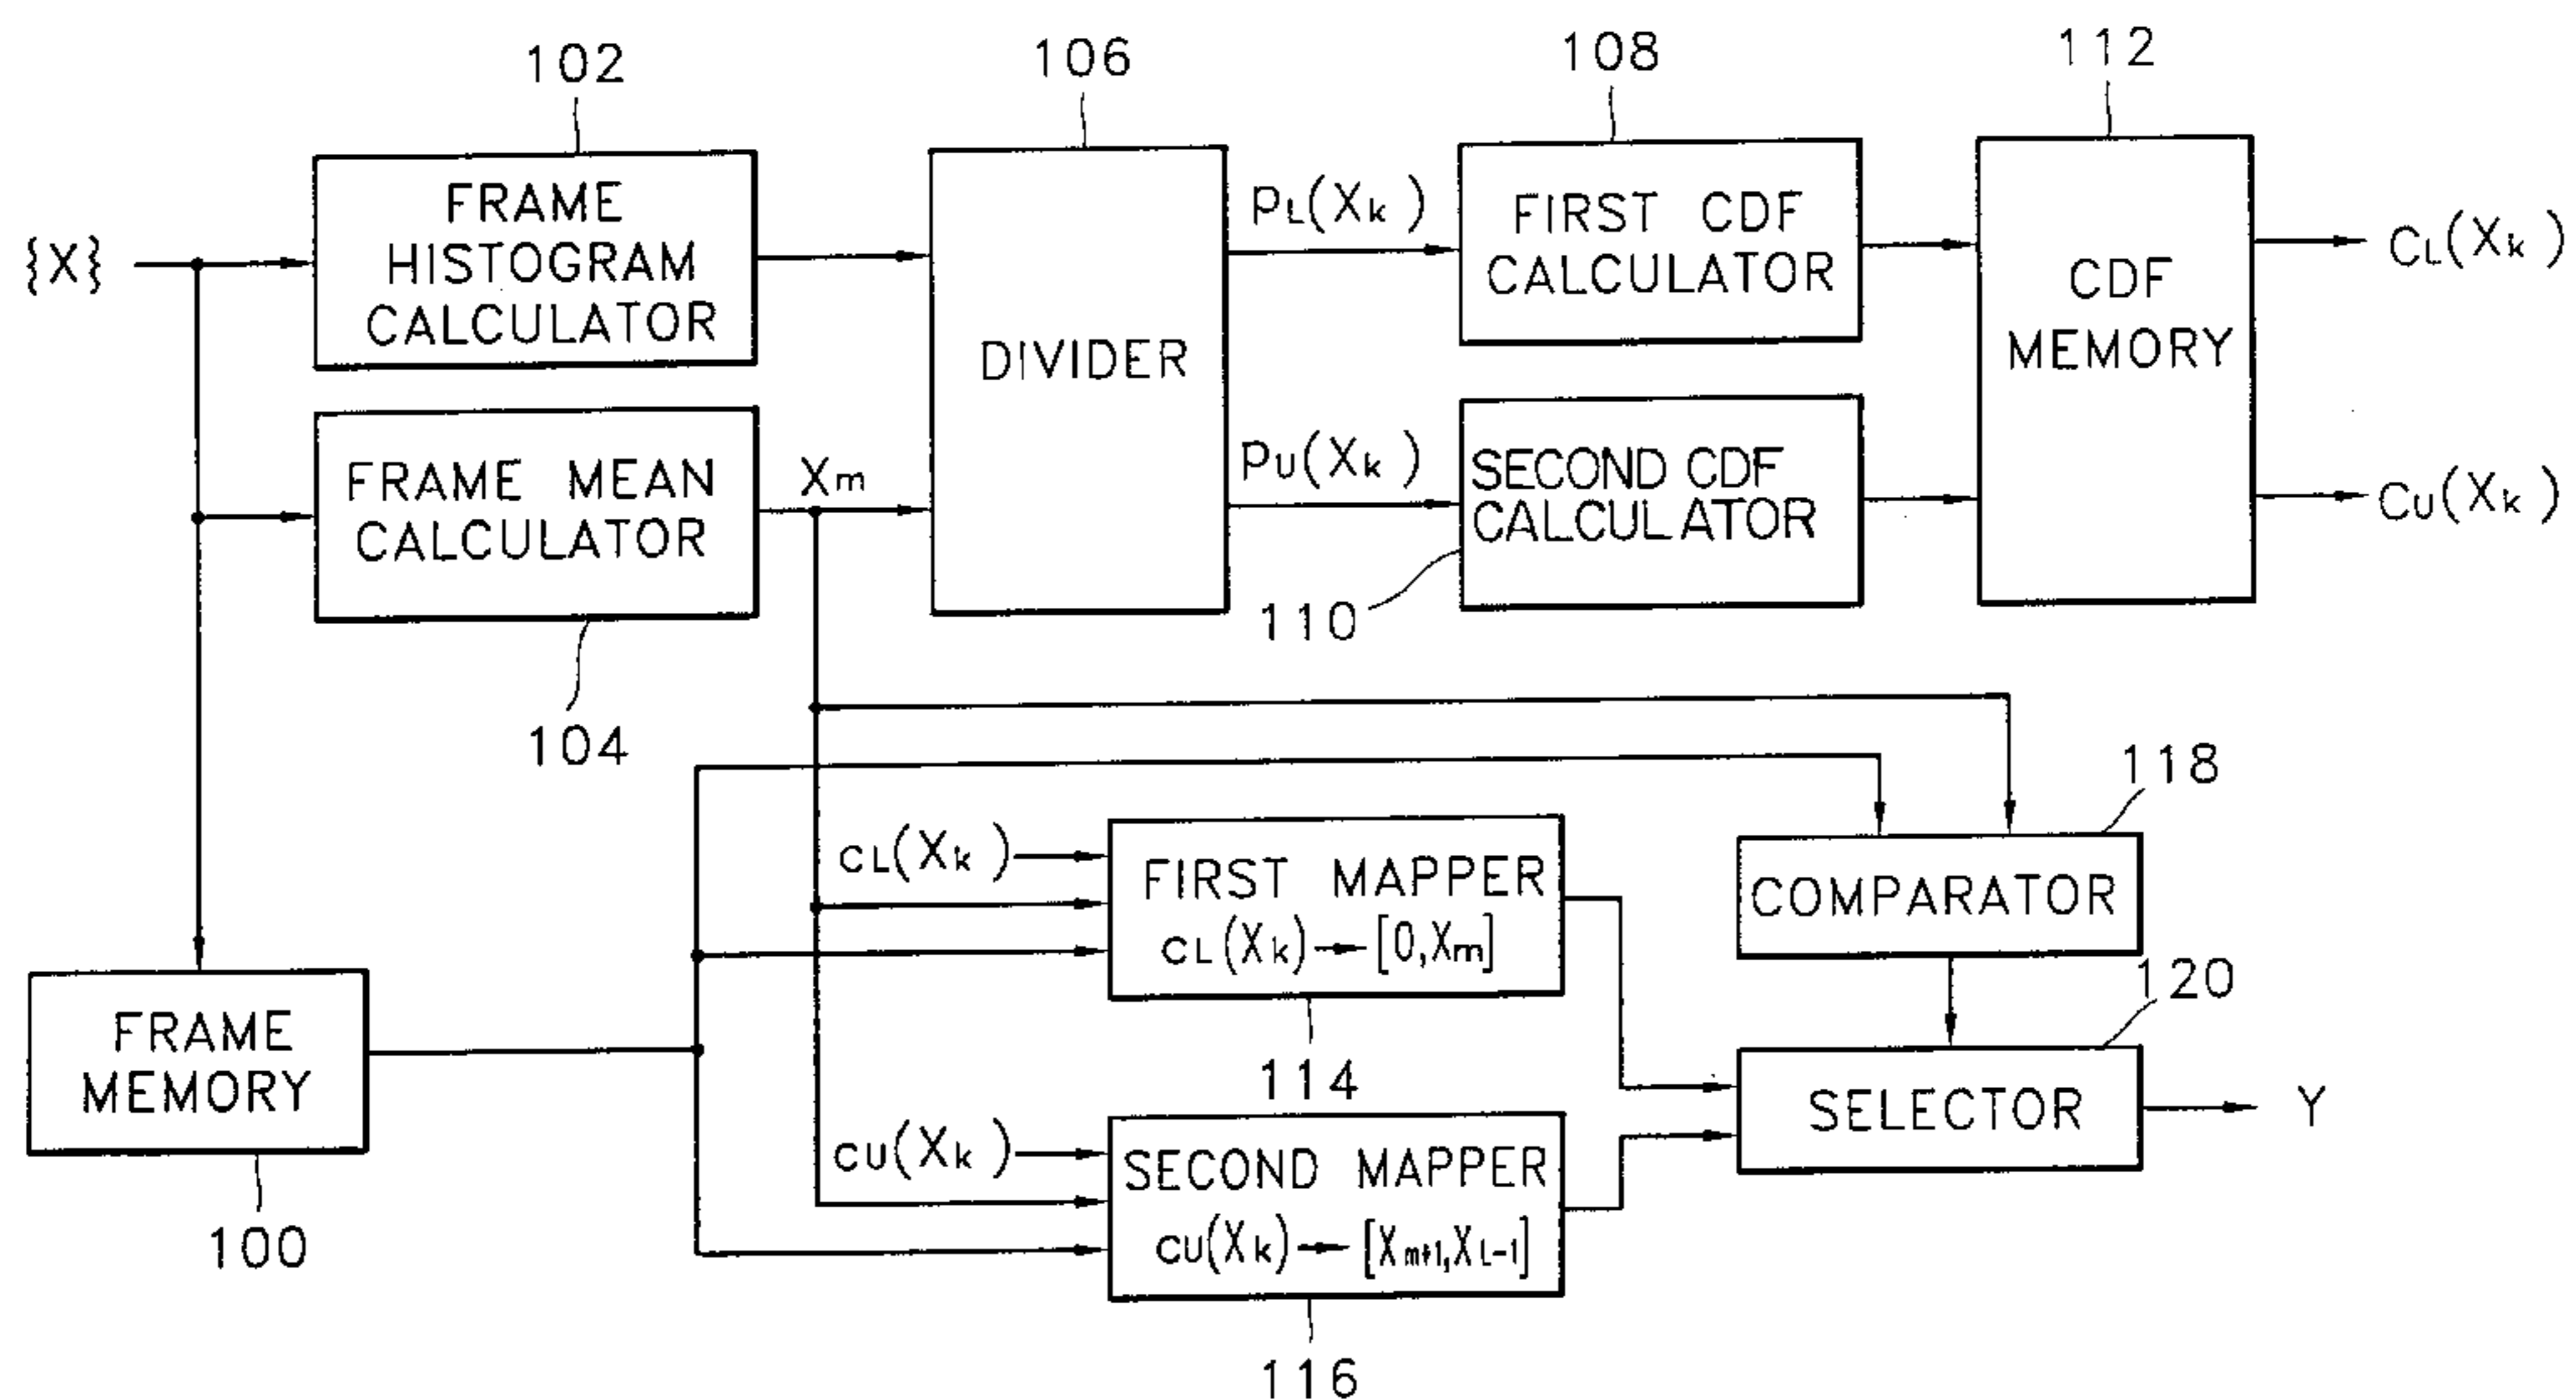 102
106
108
112
{X}
FRAME
HISTOGRAM
CALCULATOR
DIVIDER
PL(Xk)
FIRST CDF
CALCULATOR
CDF
MEMORY
CL(Xk)
FRAME MEAN
CALCULATOR
Xm
PU(Xk)
SECOND CDF
CALCULATOR
CU(Xk)
110
104
118
CL(Xk)
FIRST MAPPER
CL(Xk)→[0,Xm]
COMPARATOR
120
FRAME
MEMORY
114
SELECTOR
Y
CU(Xk)
SECOND MAPPER
CU(Xk)→[Xm+1,XL-1]
100
116